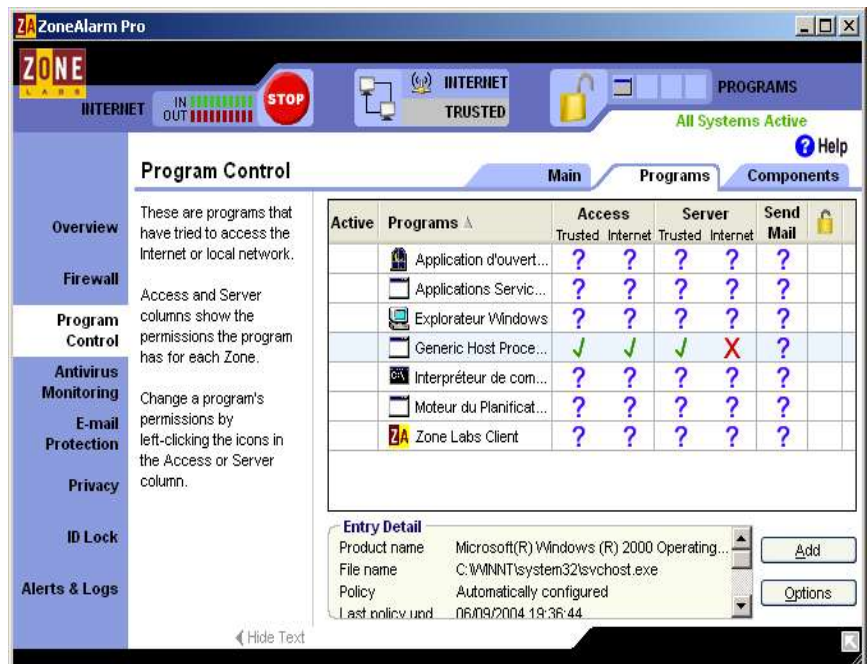 ZA ZoneAlarm Pro
ZONE
LABS
INTERNET
IN
OUT
STOP
INTERNET
TRUSTED
PROGRAMS
All Systems Active
? Help
Program Control
Main
Programs
Components
Overview
Firewall
Program
Control
Antivirus
Monitoring
E-mail
Protection
Privacy
ID Lock
Alerts & Logs
These are programs that
have tried to access the
Internet or local network.
Access and Server
columns show the
permissions the program
has for each Zone.
Change a program's
permissions by
left-clicking the icons in
the Access or Server
column.
Active Programs Access Server Send
Mail
Trusted Internet Trusted Internet
Application d'ouvert... ? ? ? ? ?
Applications Servic... ? ? ? ? ?
Explorateur Windows ? ? ? ? ?
Generic Host Proce... √ √ √ X ?
C:\ Interpréteur de com... ? ? ? ? ?
Moteur du Planificat... ? ? ? ? ?
ZA Zone Labs Client ? ? ? ? ?
Entry Detail
Product name Microsoft(R) Windows (R) 2000 Operating...
File name C:\WINNT\system32\svchost.exe
Policy Automatically configured
Last policy upd 06/09/2004 19:36:44
Add
Options
Hide Text